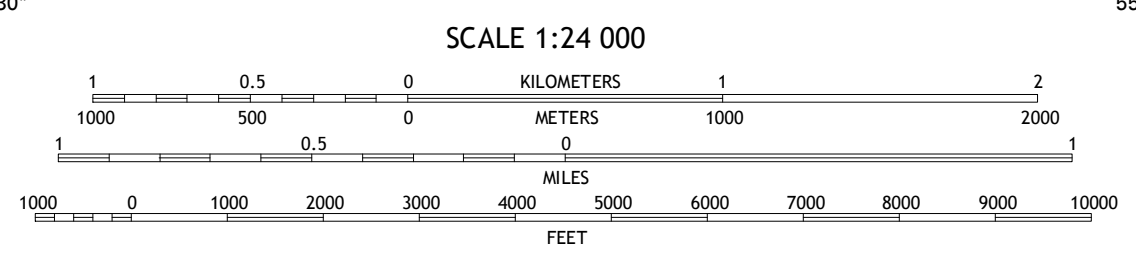 30"
55
SCALE 1:24 000
1 0.5 0 KILOMETERS 1 2
1000 500 0 METERS 1000 2000
1 0.5 0 1
MILES
1000 0 1000 2000 3000 4000 5000 6000 7000 8000 9000 10000
FEET